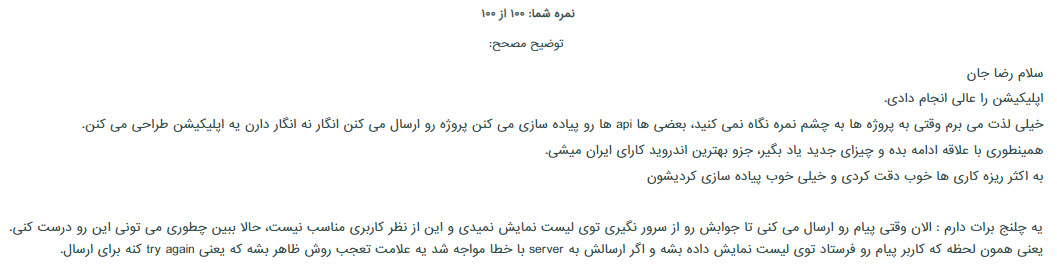 نمره شما: ۱۰۰ از ۱۰۰
توضیح مصحح:
سلام رضا جان
اپلیکیشن را عالی انجام دادی.
خیلی لذت می برم وقتی به پروژه ها به چشم نمره نگاه نمی کنید، بعضی ها api ها رو پیاده سازی می کنن پروژه رو ارسال می کنن انگار نه انگار دارن یه اپلیکیشن طراحی می کنن.
همینطوری با علاقه ادامه بده و چیزای جدید یاد بگیر، جزو بهترین اندروید کارای ایران میشی.
به اکثر ریزه کاری ها خوب دقت کردی و خیلی خوب پیاده سازی کردیشون
یه چلنج برات دارم : الان وقتی پیام رو ارسال می کنی تا جوابش رو از سرور نگیری توی لیست نمایش نمیدی و این از نظر کاربری مناسب نیست، حالا ببین چطوری می تونی این رو درست کنی.
یعنی همون لحظه که کاربر پیام رو فرستاد توی لیست نمایش داده بشه و اگر ارسالش به server با خطا مواجه شد یه علامت تعجب روش ظاهر بشه که یعنی try again کنه برای ارسال.